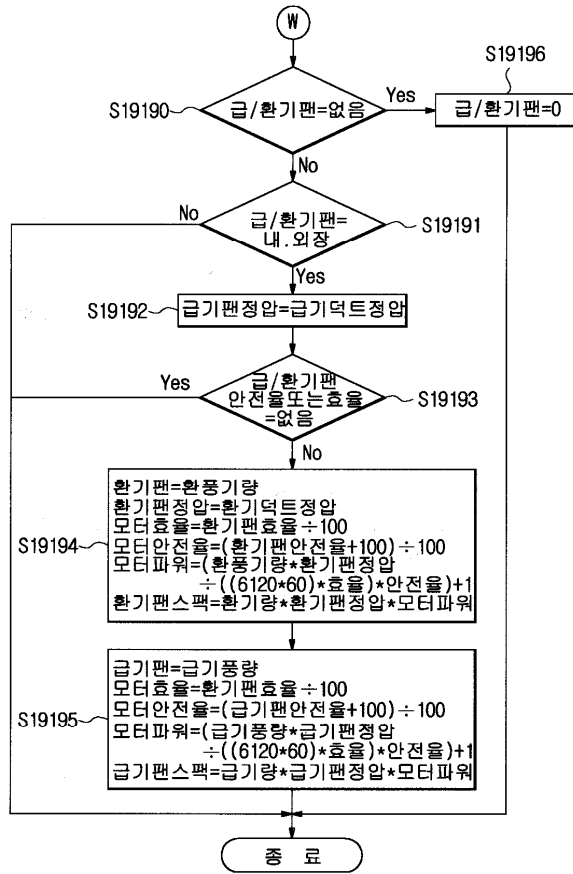 W
S19196
S19190
급/환기팬=없음
Yes
급/환기팬=0
No
No
급/환기팬=
내.외장
S19191
Yes
S19192
급기팬정압=급기덕트정압
Yes
급/환기팬
안전율또는효율
=없음
S19193
No
S19194
환기팬=환풍기량
환기팬정압=환기덕트정압
모터효율=환기팬효율÷100
모터안전율=(환기팬안전율+100)÷100
모터파워=(환풍기량*환기팬정압
÷((6120*60)*효율)*안전율)+1
환기팬스팩=환기량*환기팬정압*모터파워
S19195
급기팬=급기풍량
모터효율=환기팬효율÷100
모터안전율=(급기팬안전율+100)÷100
모터파워=(급기풍량*급기팬정압
÷((6120*60)*효율)*안전율)+1
급기팬스팩=급기량*급기팬정압*모터파워
종 료